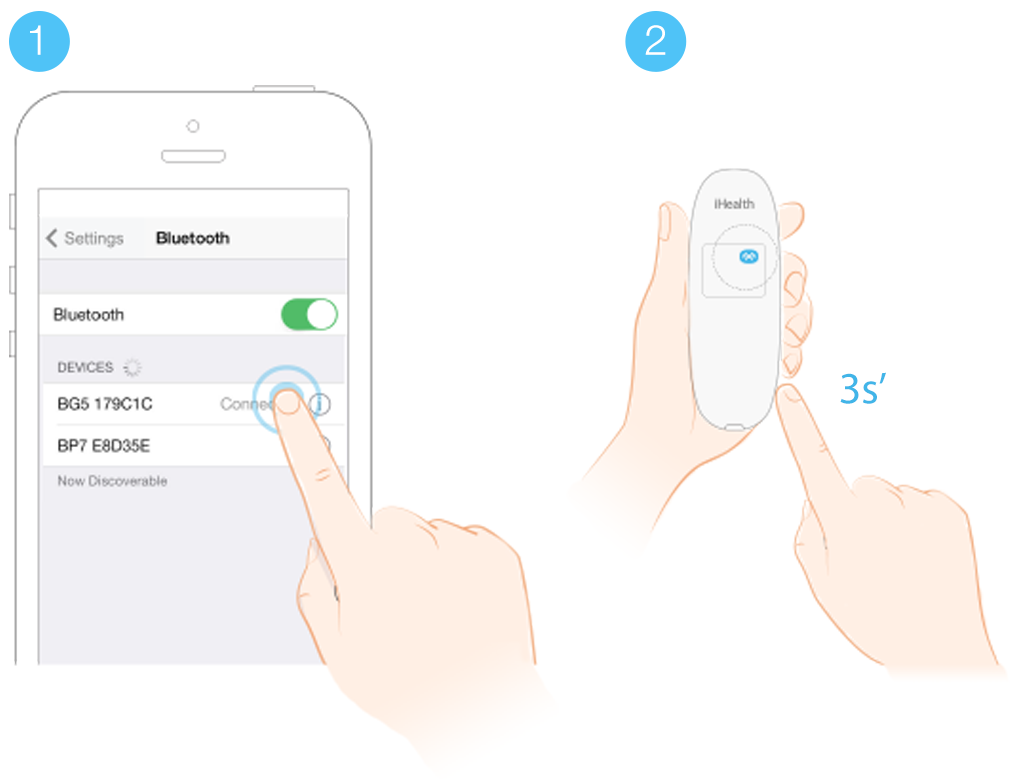 1
Settings Bluetooth
Bluetooth
DEVICES
BG5 179C1C
BP7 E8D35E
Now Discoverable
2
iHealth
3s’